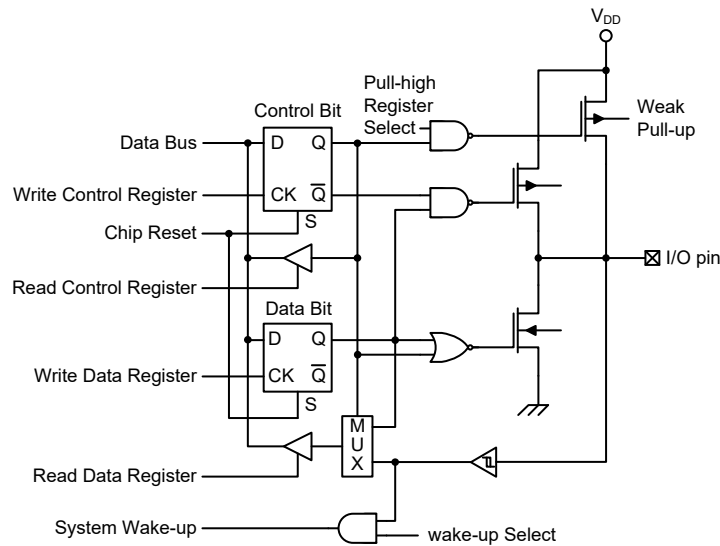 V_DD
Pull-high
Register
Select
Control Bit
Weak
Pull-up
Data Bus
D
Q
Write Control Register
CK
Q̅
S
Chip Reset
I/O pin
Read Control Register
Data Bit
D
Q
Write Data Register
CK
Q̅
S
M
U
X
Read Data Register
System Wake-up
wake-up Select